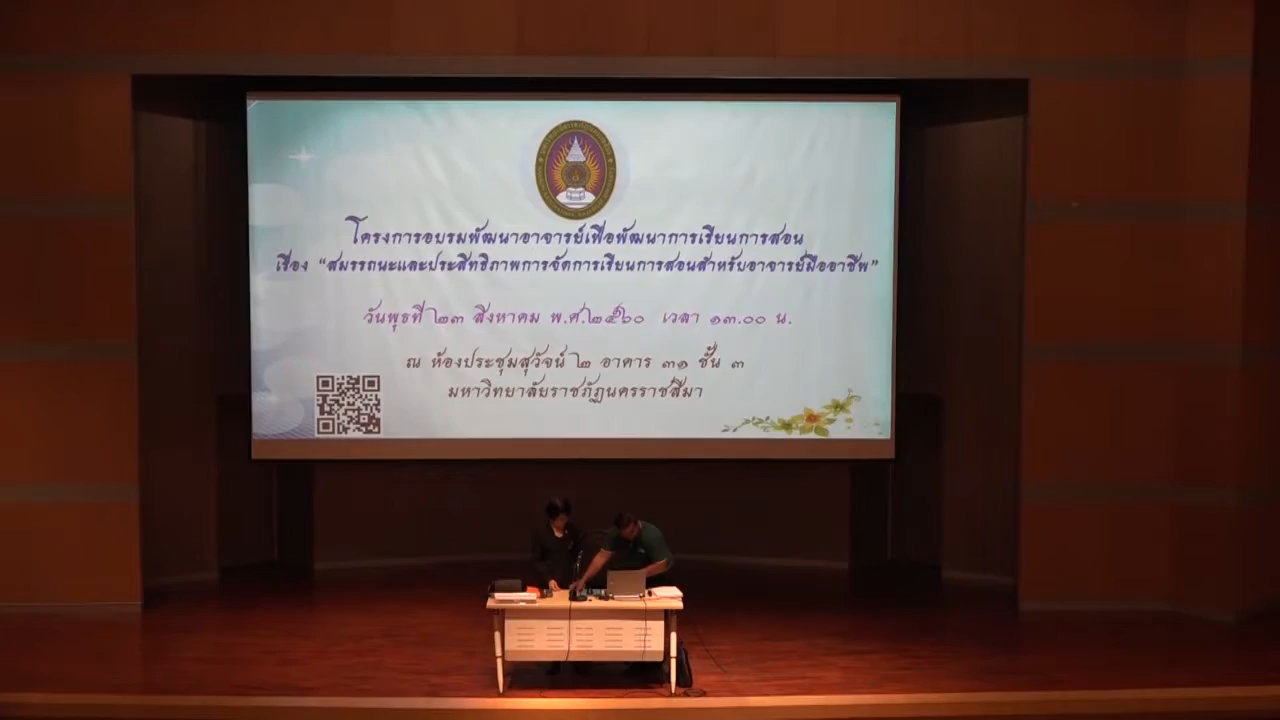 โครงการอบรมพัฒนาอาจารย์เพื่อพัฒนาการเรียนการสอน
เรื่อง “สมรรถนะและประสิทธิภาพการจัดการเรียนการสอนสำหรับอาจารย์มืออาชีพ”
วันพุธที่ ๒๓ สิงหาคม พ.ศ.๒๕๖๐ เวลา ๑๓.๐๐ น.
ณ ห้องประชุมสุวัจน์ ๒ อาคาร ๓๑ ชั้น ๓
มหาวิทยาลัยราชภัฏนครราชสีมา